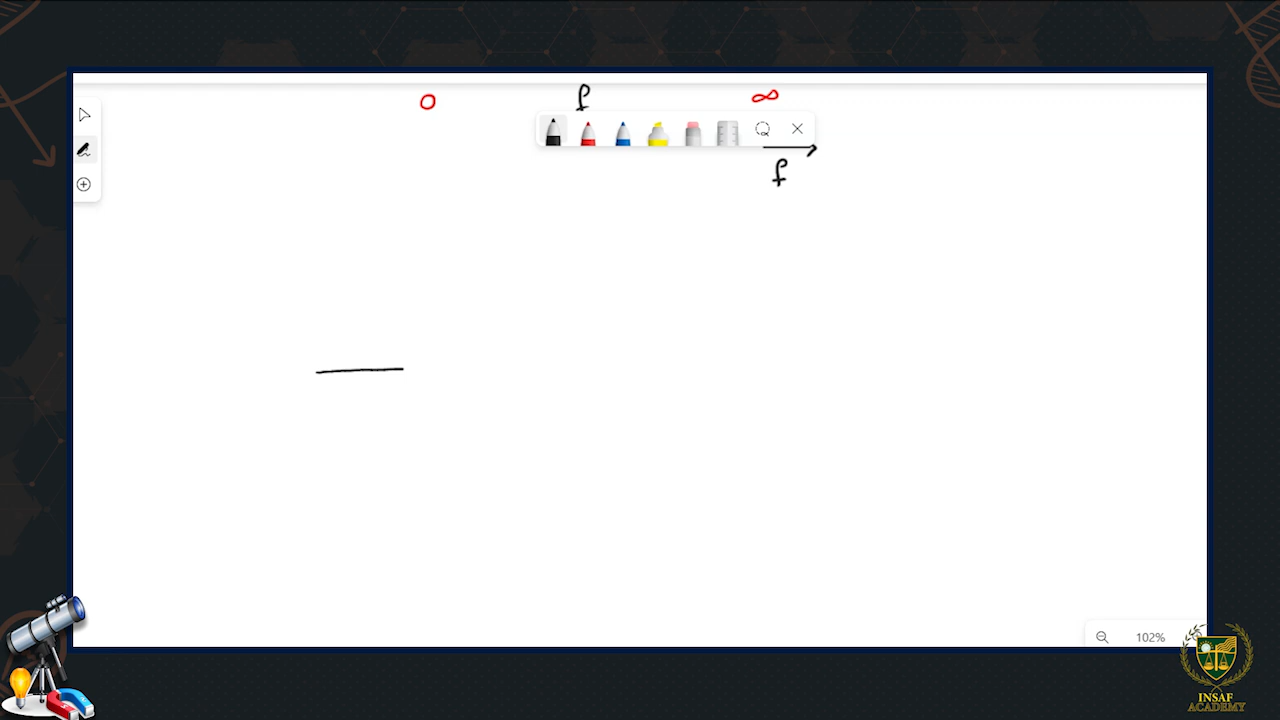 0 f ∞
f
102%
INSAF
ACADEMY